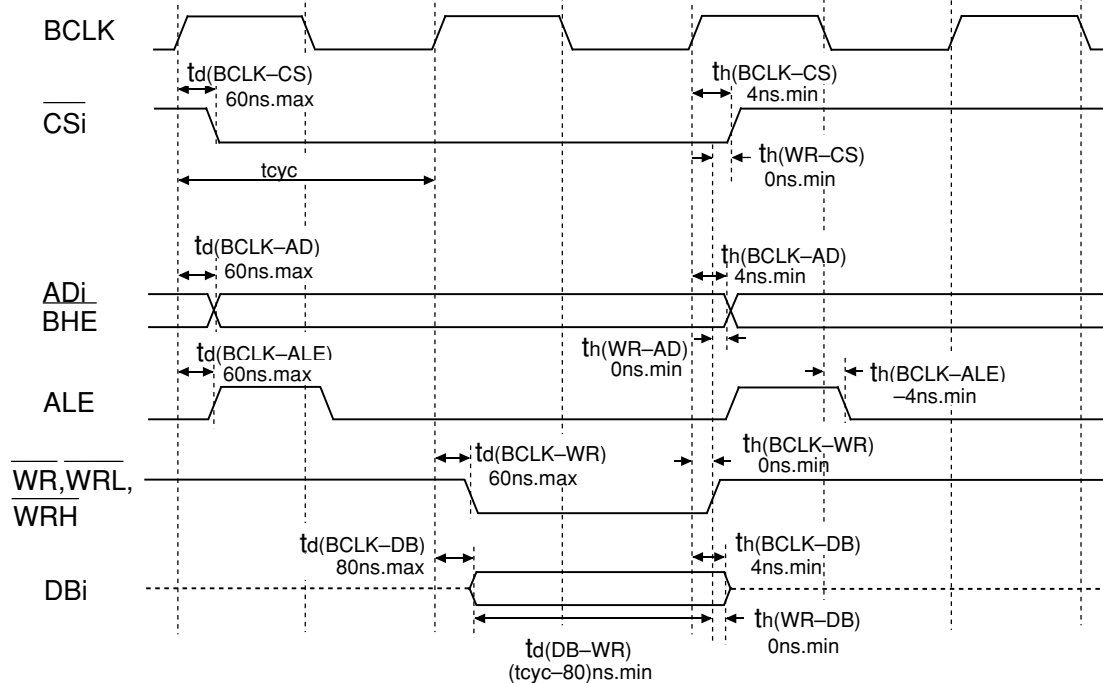 BCLK
td(BCLK–CS)
60ns.max
th(BCLK–CS)
4ns.min
CSi
th(WR–CS)
0ns.min
tcyc
td(BCLK–AD)
60ns.max
th(BCLK–AD)
4ns.min
ADi
BHE
th(WR–AD)
0ns.min
td(BCLK–ALE)
60ns.max
th(BCLK–ALE)
–4ns.min
ALE
td(BCLK–WR)
60ns.max
th(BCLK–WR)
0ns.min
WR,WRL,
WRH
td(BCLK–DB)
80ns.max
th(BCLK–DB)
4ns.min
DBi
td(DB–WR)
(tcyc–80)ns.min
th(WR–DB)
0ns.min